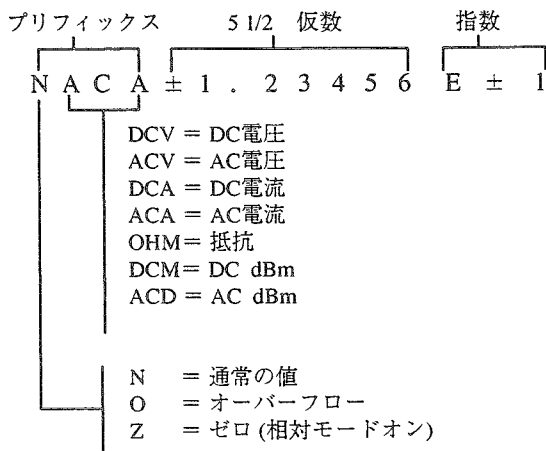 プリフィックス 5 1/2 仮数 指数
N A C A ± 1 . 2 3 4 5 6 E ± 1
DCV = DC電圧
ACV = AC電圧
DCA = DC電流
ACA = AC電流
OHM= 抵抗
DCM= DC dBm
ACD = AC dBm
N = 通常の値
O = オーバーフロー
Z = ゼロ (相対モードオン)